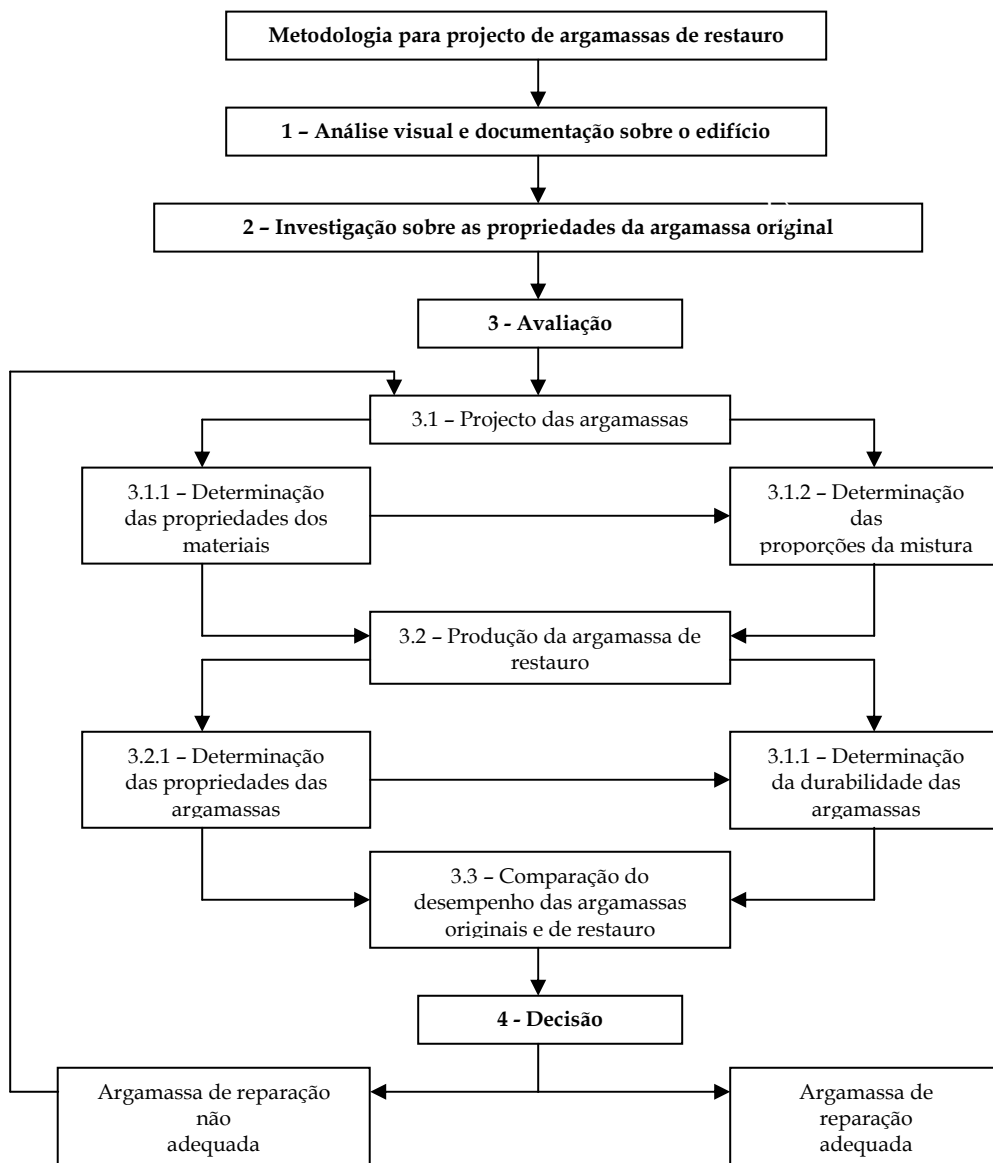 Metodologia para projecto de argamassas de restauro
1 – Análise visual e documentação sobre o edifício
2 – Investigação sobre as propriedades da argamassa original
3 - Avaliação
3.1 – Projecto das argamassas
3.1.1 – Determinação
das propriedades dos
materiais
3.1.2 – Determinação
das
proporções da mistura
3.2 – Produção da argamassa de
restauro
3.2.1 – Determinação
das propriedades das
argamassas
3.1.1 – Determinação
da durabilidade das
argamassas
3.3 – Comparação do
desempenho das argamassas
originais e de restauro
4 - Decisão
Argamassa de reparação
não
adequada
Argamassa de
reparação
adequada